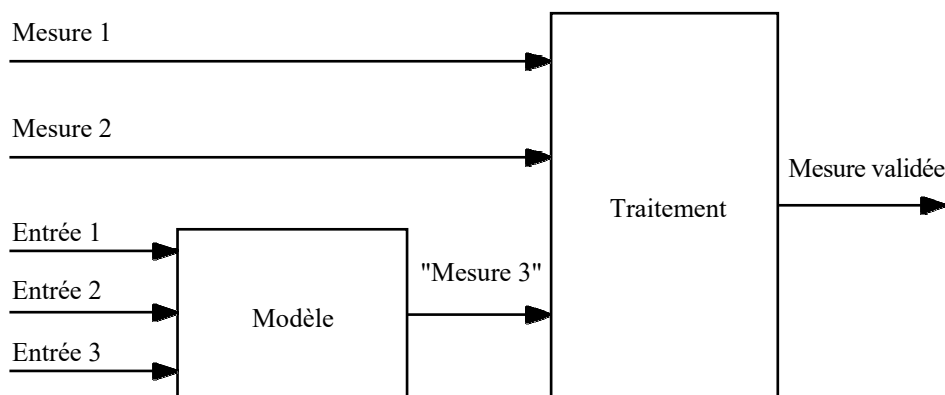 Mesure 1
Mesure 2
Mesure validée
Traitement
Entrée 1
"Mesure 3"
Entrée 2
Modèle
Entrée 3